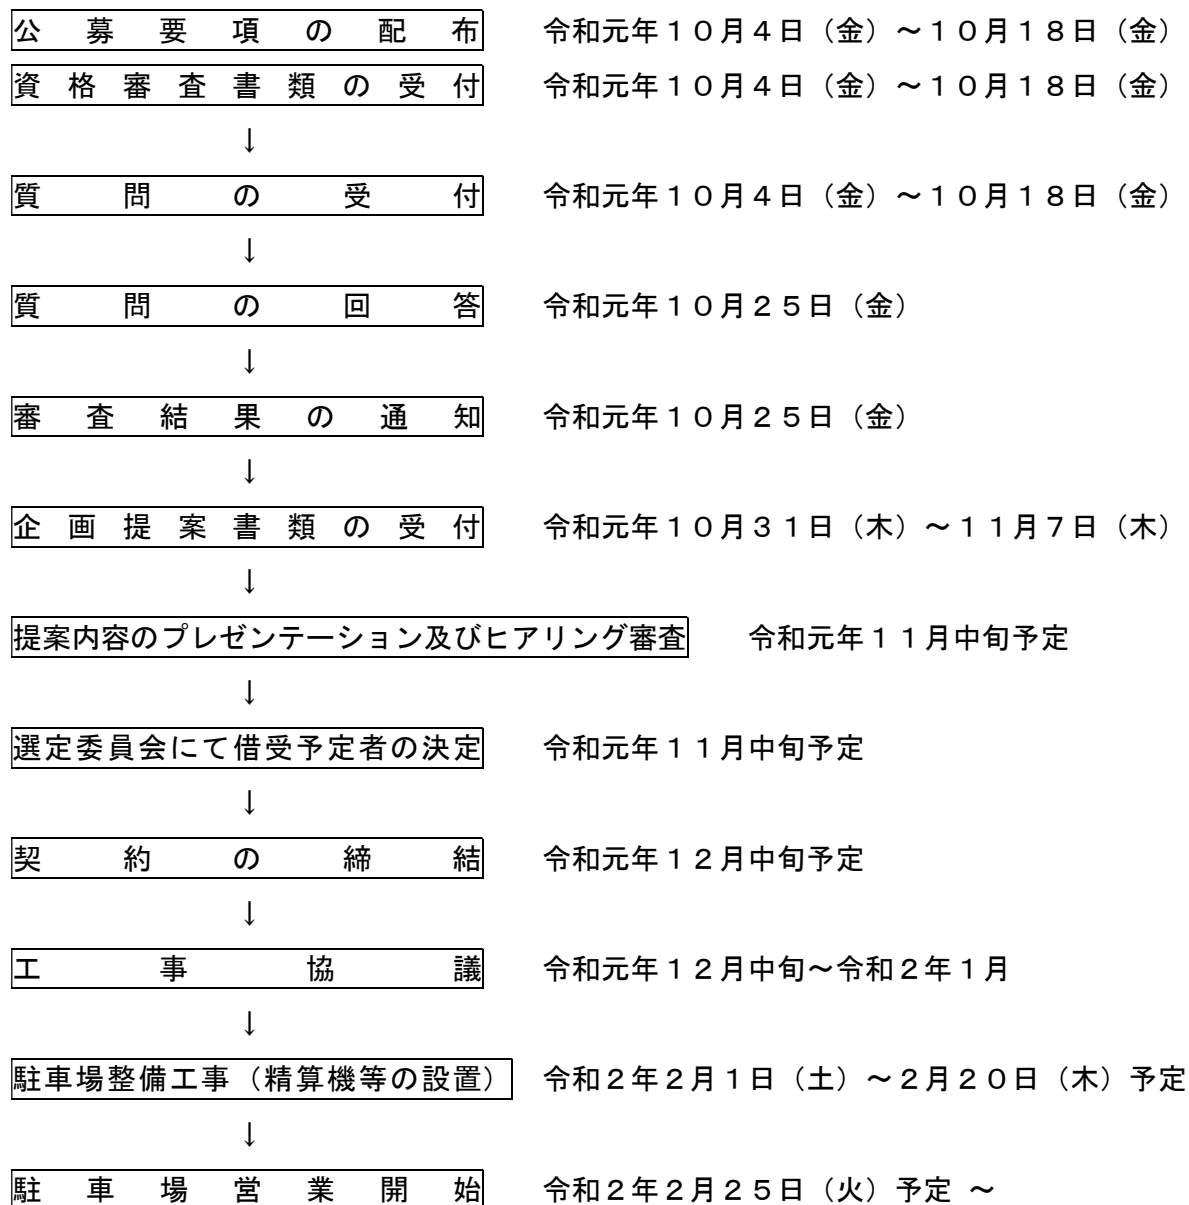 公募要項の配布　令和元年１０月４日（金）～１０月１８日（金）
資格審査書類の受付　令和元年１０月４日（金）～１０月１８日（金）
↓
質問の受付　令和元年１０月４日（金）～１０月１８日（金）
↓
質問の回答　令和元年１０月２５日（金）
↓
審査結果の通知　令和元年１０月２５日（金）
↓
企画提案書類の受付　令和元年１０月３１日（木）～１１月７日（木）
↓
提案内容のプレゼンテーション及びヒアリング審査　令和元年１１月中旬予定
↓
選定委員会にて借受予定者の決定　令和元年１１月中旬予定
↓
契約の締結　令和元年１２月中旬予定
↓
工事協議　令和元年１２月中旬～令和２年１月
↓
駐車場整備工事（精算機等の設置）　令和２年２月１日（土）～２月２０日（木）予定
↓
駐車場営業開始　令和２年２月２５日（火）予定 ～